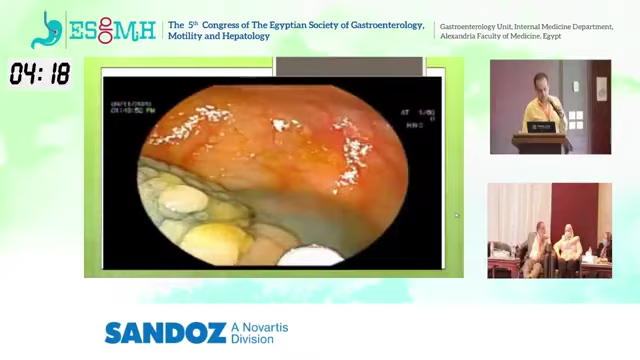 ESGMH
The 5th Congress of The Egyptian Society of Gastroenterology,
Motility and Hepatology
Gastroenterology Unit, Internal Medicine Department,
Alexandria Faculty of Medicine, Egypt
04:18
SANDOZ A Novartis
Division